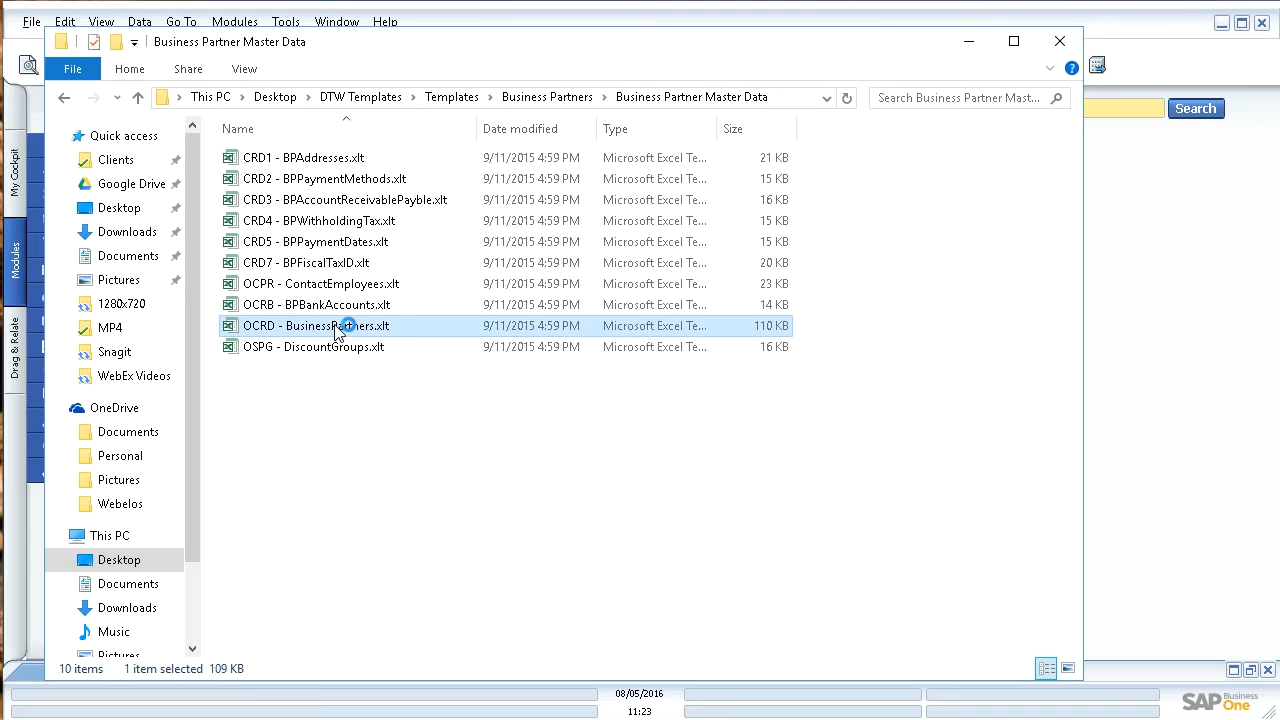 File Edit View Data Go To Modules Tools Window Help
Business Partner Master Data
File Home Share View
This PC Desktop DTW Templates Templates Business Partners Business Partner Master Data
Search Business Partner Mast...
Search
Name Date modified Type Size
CRD1 - BPAddresses.xlt 9/11/2015 4:59 PM Microsoft Excel Te... 21 KB
CRD2 - BPPaymentMethods.xlt 9/11/2015 4:59 PM Microsoft Excel Te... 15 KB
CRD3 - BPAccountReceivablePayble.xlt 9/11/2015 4:59 PM Microsoft Excel Te... 16 KB
CRD4 - BPWithholdingTax.xlt 9/11/2015 4:59 PM Microsoft Excel Te... 15 KB
CRD5 - BPPaymentDates.xlt 9/11/2015 4:59 PM Microsoft Excel Te... 15 KB
CRD7 - BPFiscalTaxID.xlt 9/11/2015 4:59 PM Microsoft Excel Te... 20 KB
OCPR - ContactEmployees.xlt 9/11/2015 4:59 PM Microsoft Excel Te... 23 KB
OCRB - BPBankAccounts.xlt 9/11/2015 4:59 PM Microsoft Excel Te... 14 KB
OCRD - BusinessPartners.xlt 9/11/2015 4:59 PM Microsoft Excel Te... 110 KB
OSPG - DiscountGroups.xlt 9/11/2015 4:59 PM Microsoft Excel Te... 16 KB
Quick access
Clients
Google Drive
Desktop
Downloads
Documents
Pictures
1280x720
MP4
Snagit
WebEx Videos
OneDrive
Documents
Personal
Pictures
Webelos
This PC
Desktop
Documents
Downloads
Music
Pictures
My Cockpit
Modules
Drag & Relate
10 items 1 item selected 109 KB
08/05/2016
11:23
SAP Business One